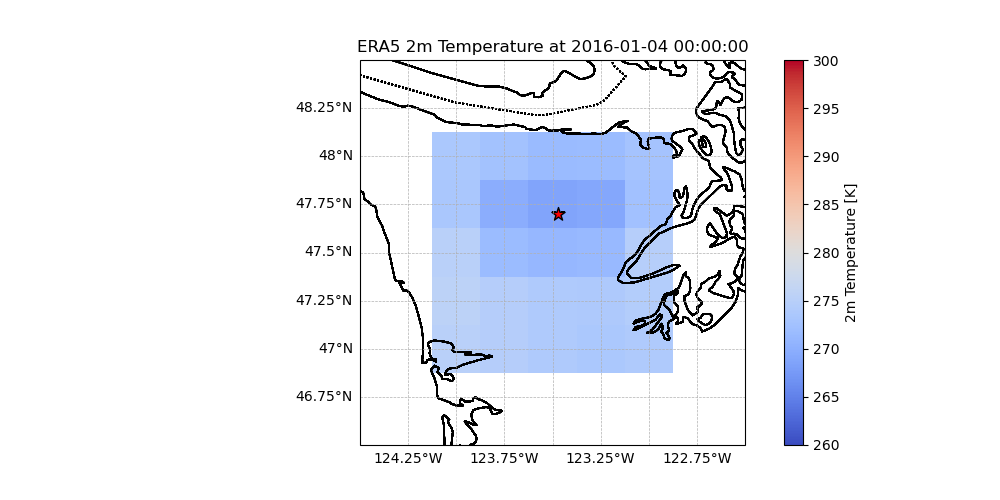 ERA5 2m Temperature at 2016-01-04 00:00:00
48.25°N
48°N
47.75°N
47.5°N
47.25°N
47°N
46.75°N
124.25°W 123.75°W 123.25°W 122.75°W
300
295
290
285
280
275
270
265
260
2m Temperature [K]